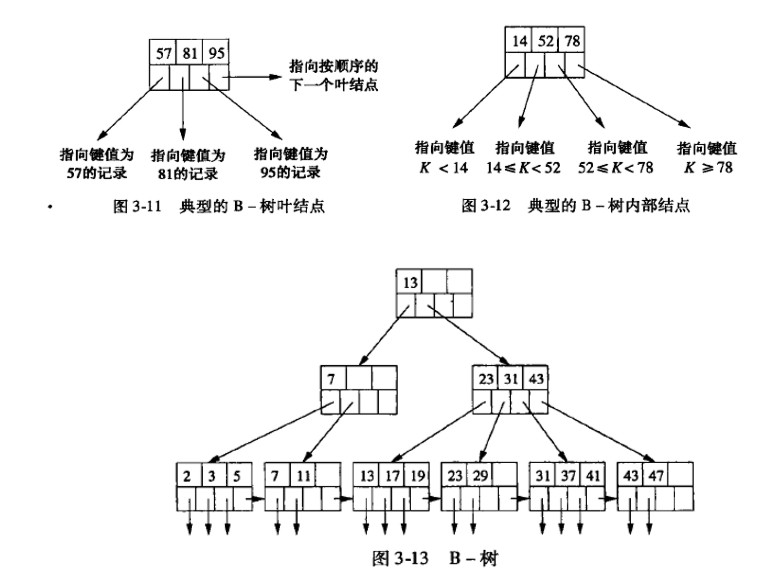 57 81 95
指向按顺序的
下一个叶结点
指向键值为
57的记录
指向键值为
81的记录
指向键值为
95的记录
图 3-11 典型的 B－树叶结点
14 52 78
指向键值
K < 14
指向键值
14≤K<52
指向键值
52≤K<78
指向键值
K ≥78
图 3-12 典型的 B－树内部结点
13
7
23 31 43
2 3 5
7 11
13 17 19
23 29
31 37 41
43 47
图 3-13 B－树